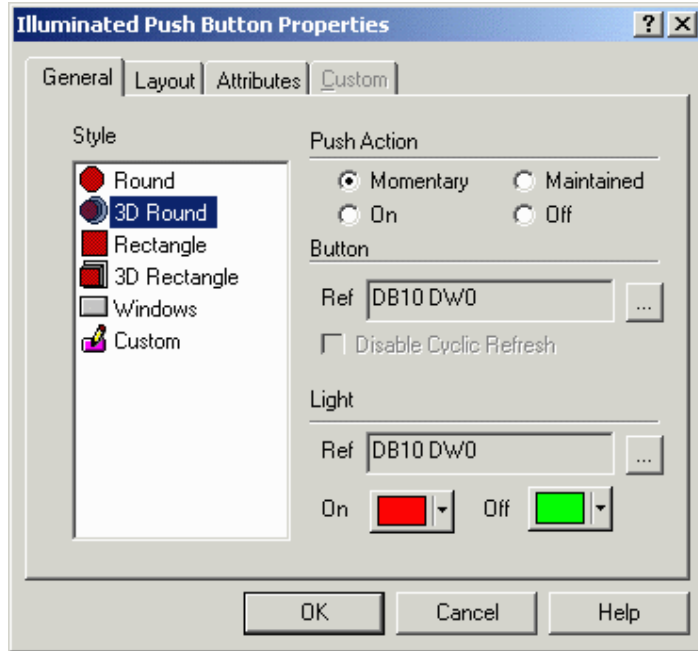 Illuminated Push Button Properties
General Layout Attributes Custom
Style
Round
3D Round
Rectangle
3D Rectangle
Windows
Custom
Push Action
Momentary Maintained
On Off
Button
Ref DB10 DW0 ...
Disable Cyclic Refresh
Light
Ref DB10 DW0 ...
On Off
OK Cancel Help